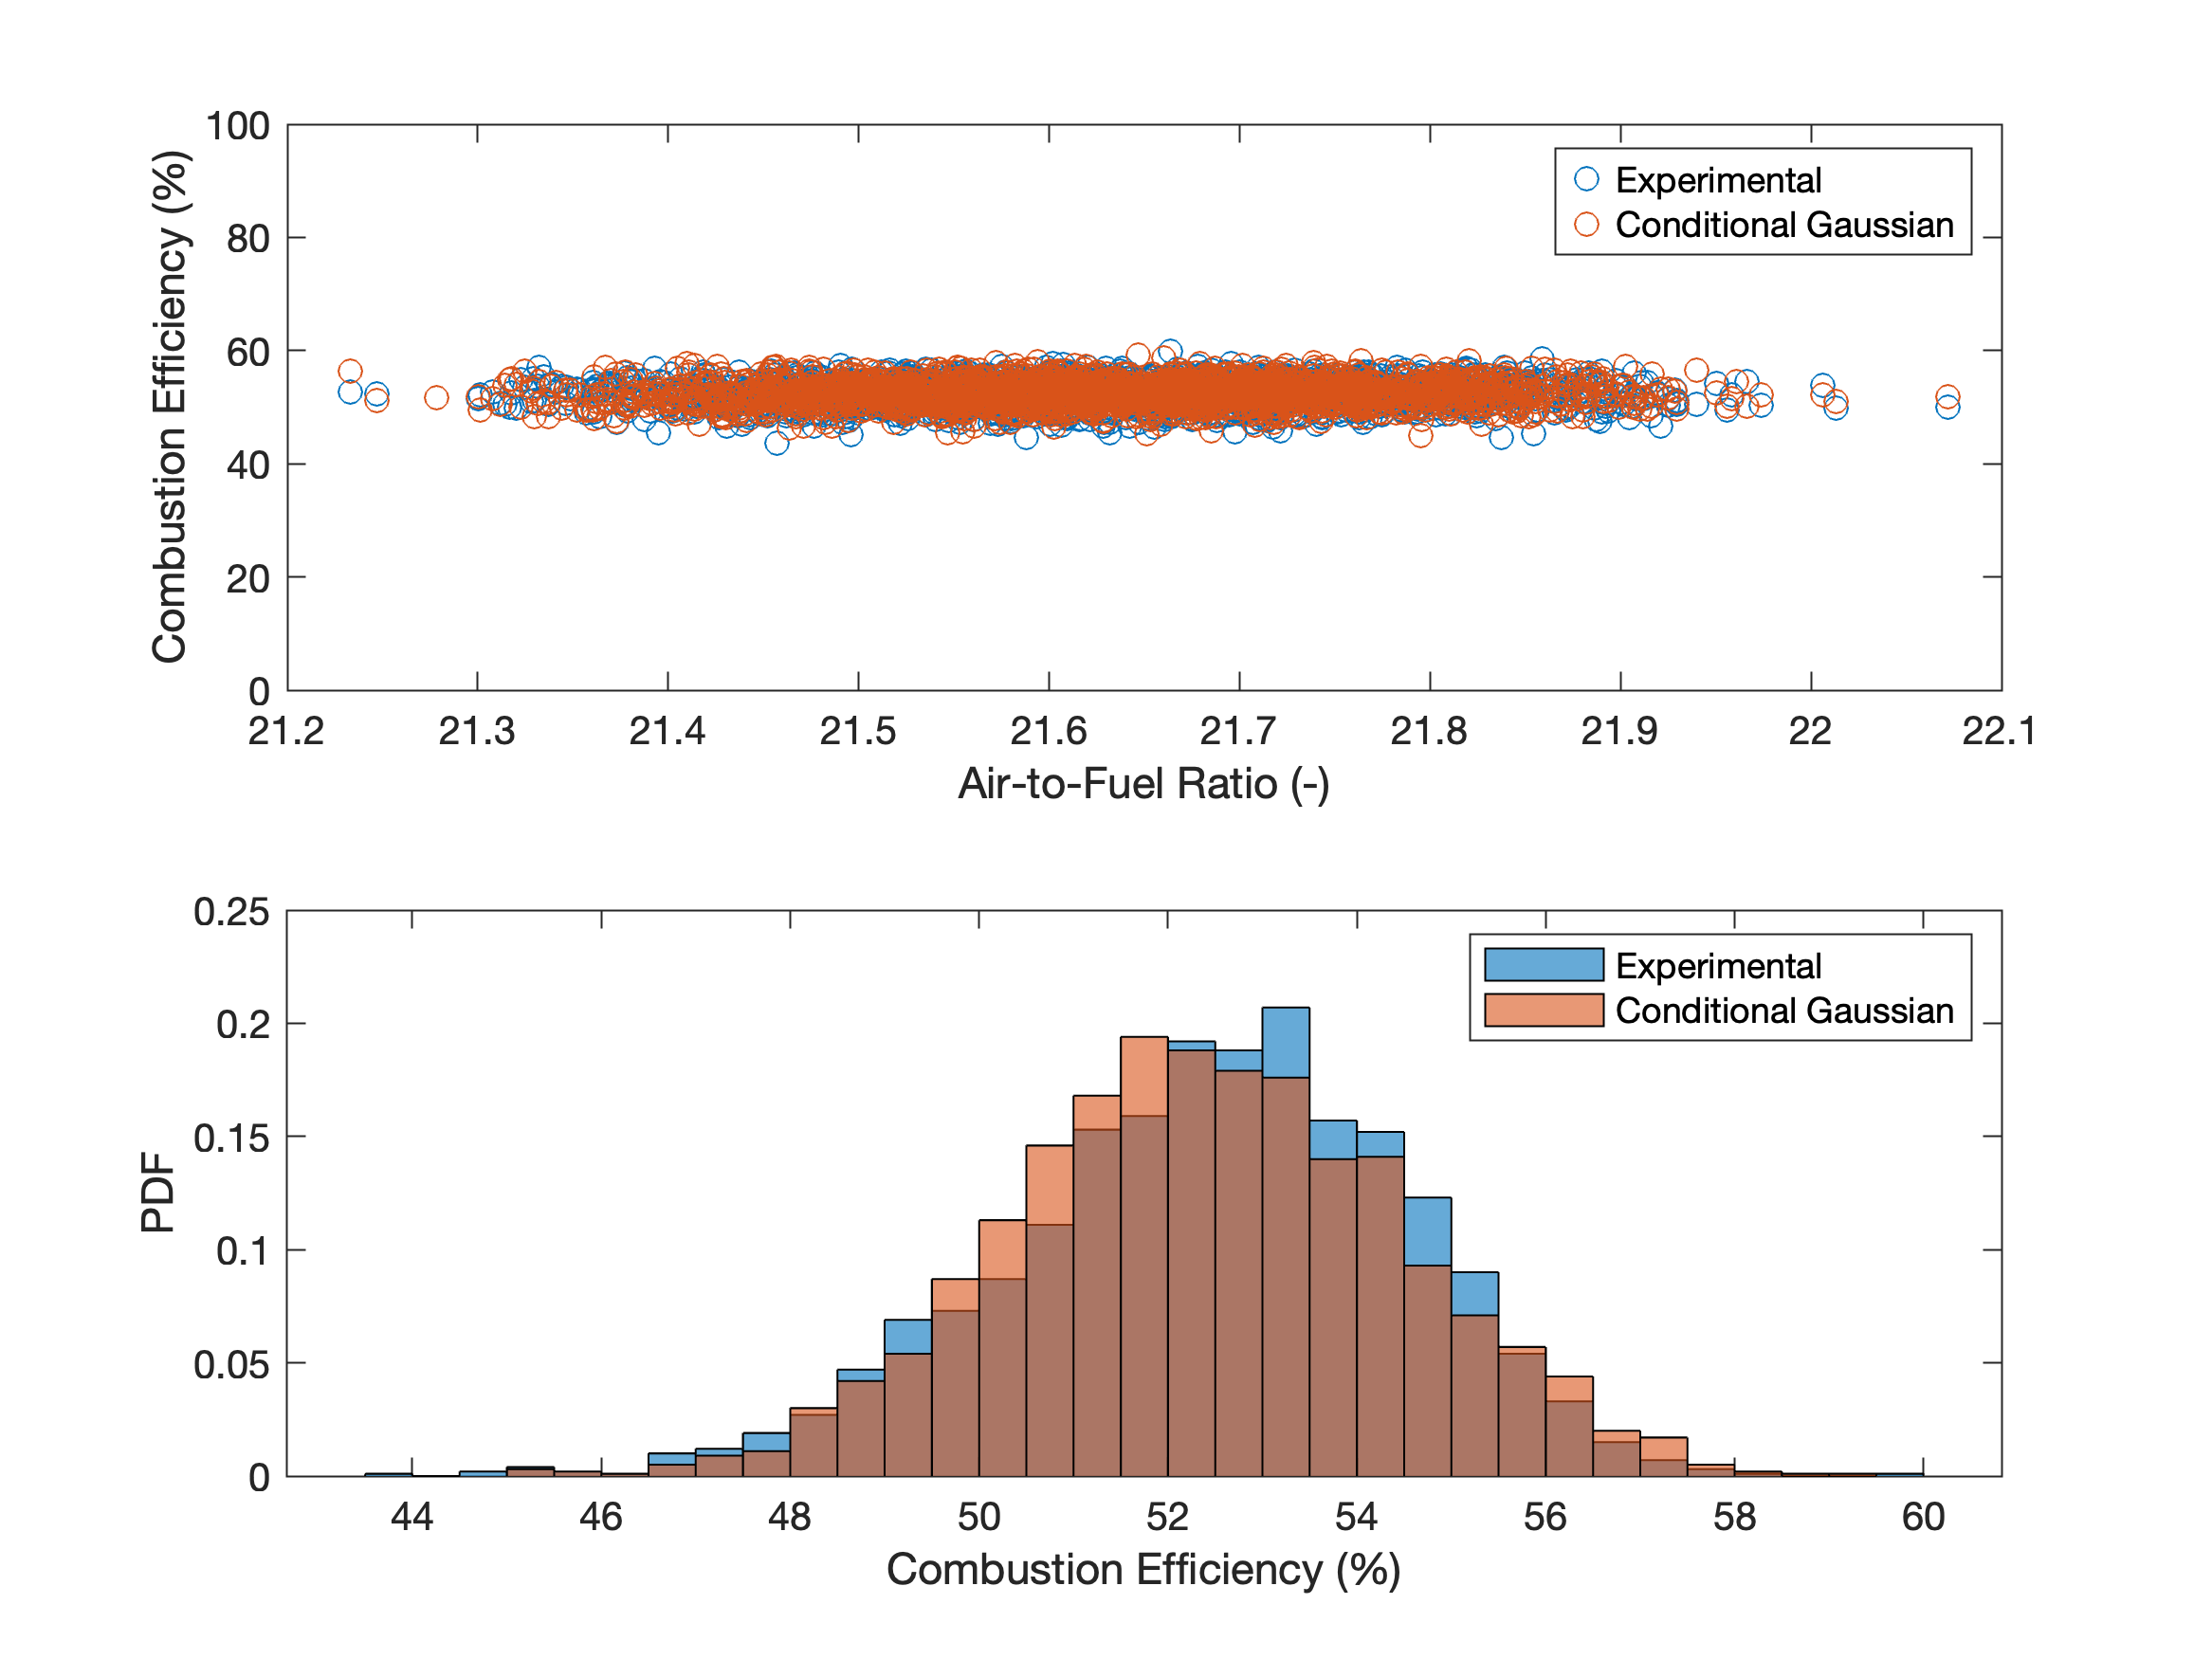 100
80
60
40
20
0
Combustion Efficiency (%)
Experimental
Conditional Gaussian
21.2 21.3 21.4 21.5 21.6 21.7 21.8 21.9 22 22.1
Air-to-Fuel Ratio (-)
0.25
0.2
0.15
0.1
0.05
0
PDF
Experimental
Conditional Gaussian
44 46 48 50 52 54 56 58 60
Combustion Efficiency (%)